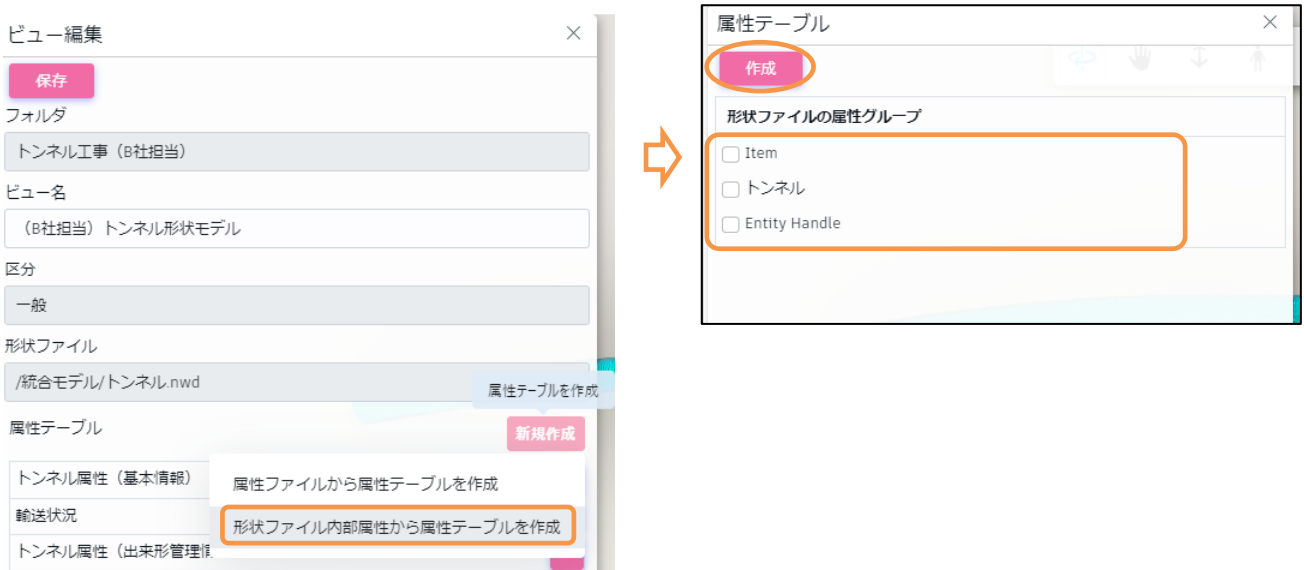 ビュー編集
保存
フォルダ
トンネル工事（B社担当）
ビュー名
（B社担当）トンネル形状モデル
区分
一般
形状ファイル
/統合モデル/トンネル.nwd
属性テーブルを作成
属性テーブル
新規作成
トンネル属性（基本情報）
属性ファイルから属性テーブルを作成
輸送状況
形状ファイル内部属性から属性テーブルを作成
トンネル属性（出来形管理情
属性テーブル
作成
形状ファイルの属性グループ
Item
トンネル
Entity Handle